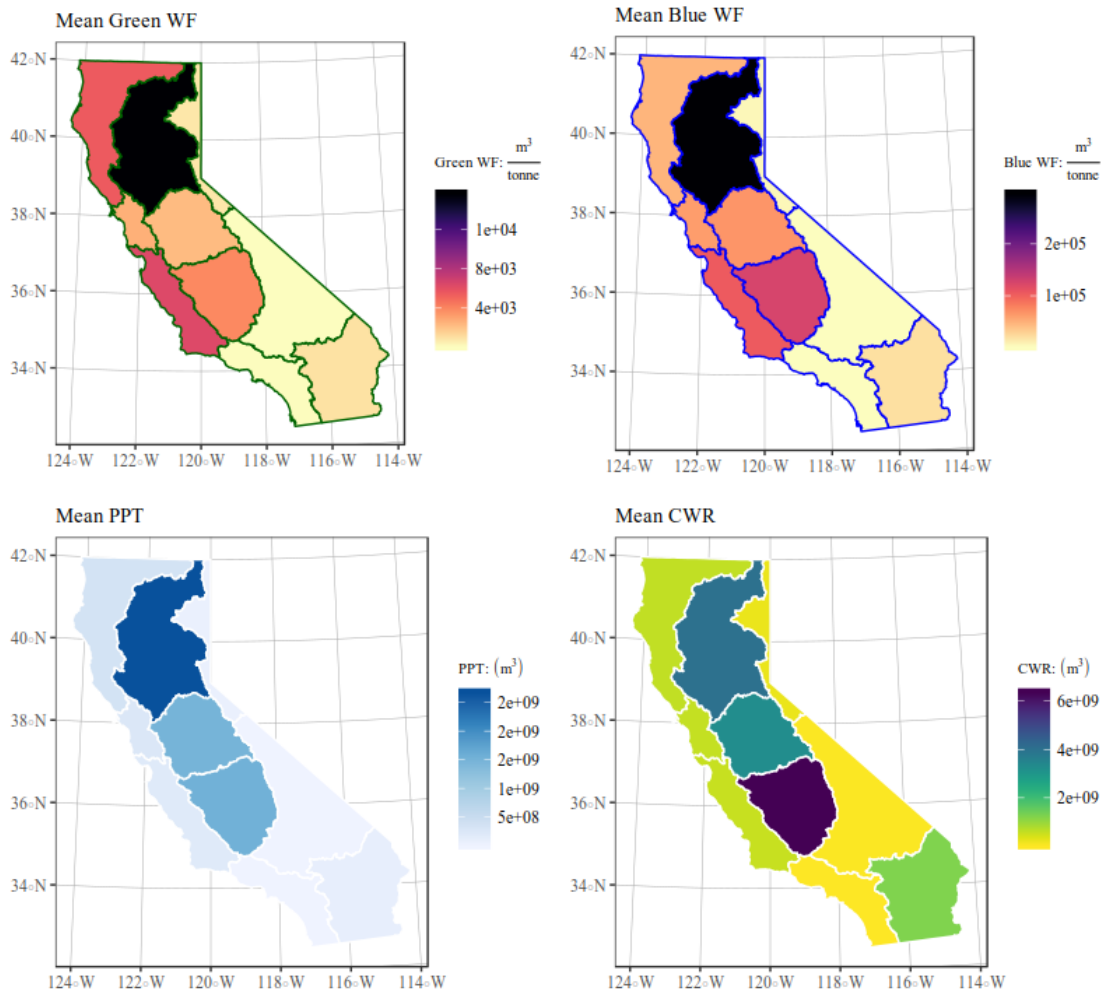 Mean Green WF
42°N
40°N
38°N
36°N
34°N
124°W 122°W 120°W 118°W 116°W 114°W
Green WF: m³
tonne
1e+04
8e+03
4e+03
Mean Blue WF
42°N
40°N
38°N
36°N
34°N
124°W 122°W 120°W 118°W 116°W 114°W
Blue WF: m³
tonne
2e+05
1e+05
Mean PPT
42°N
40°N
38°N
36°N
34°N
124°W 122°W 120°W 118°W 116°W 114°W
PPT: (m³)
2e+09
2e+09
2e+09
1e+09
5e+08
Mean CWR
42°N
40°N
38°N
36°N
34°N
124°W 122°W 120°W 118°W 116°W 114°W
CWR: (m³)
6e+09
4e+09
2e+09